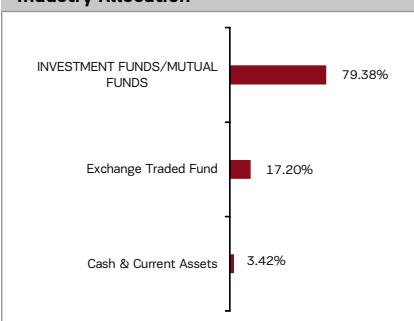 Industry Allocation
INVESTMENT FUNDS/MUTUAL
FUNDS
79.38%
Exchange Traded Fund
17.20%
Cash & Current Assets
3.42%